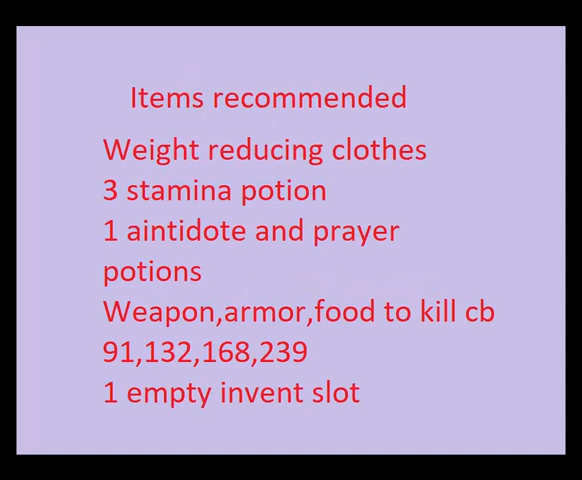 Items recommended
Weight reducing clothes
3 stamina potion
1 aintidote and prayer
potions
Weapon,armor,food to kill cb
91,132,168,239
1 empty invent slot